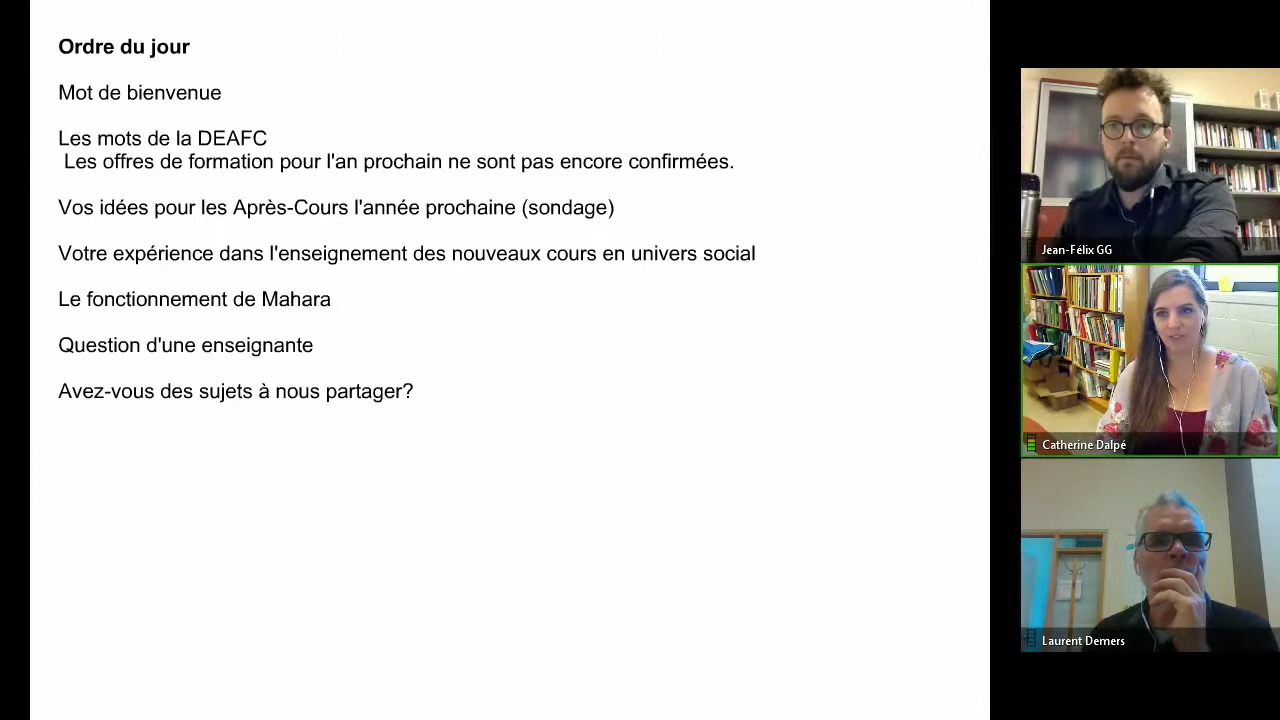 Ordre du jour
Mot de bienvenue
Les mots de la DEAFC
Les offres de formation pour l'an prochain ne sont pas encore confirmées.
Vos idées pour les Après-Cours l'année prochaine (sondage)
Votre expérience dans l'enseignement des nouveaux cours en univers social
Le fonctionnement de Mahara
Question d'une enseignante
Avez-vous des sujets à nous partager?
Jean-Félix GG
Catherine Dalpé
Laurent Demers